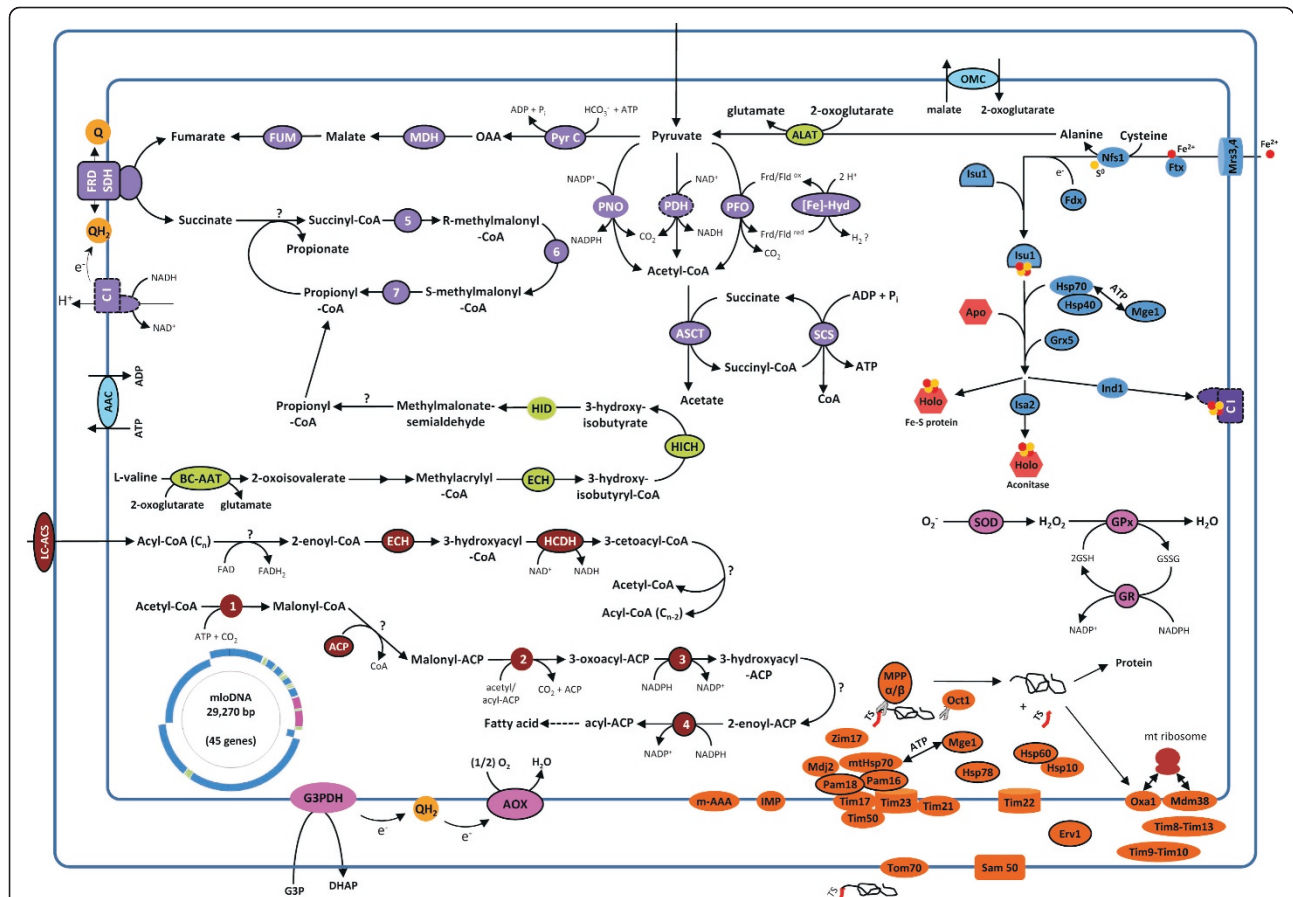 OMC
malate
2-oxoglutarate
ADP + Pi
HCO3- + ATP
glutamate
2-oxoglutarate
Q
Fumarate
FUM
Malate
MDH
OAA
Pyr C
Pyruvate
ALAT
Alanine
Cysteine
Mrs3,4
Fe2+
Fe2+
Nfs1
S0
Ftx
FRD
SDH
Isu1
e-
Fdx
NADP+
NAD+
Frd/Fld ox
2 H+
PNO
PDH
PFO
[Fe]-Hyd
NADPH
CO2
NADH
Frd/Fld red
CO2
H2 ?
QH2
Succinate
?
Succinyl-CoA
5
R-methylmalonyl
-CoA
Propionate
6
Isu1
Acetyl-CoA
e-
NADH
C I
H+
NAD+
Propionyl
-CoA
7
S-methylmalonyl
-CoA
Succinate
ADP + Pi
Hsp70
Hsp40
ATP
Mge1
Apo
Grx5
ASCT
SCS
Succinyl-CoA
ATP
AAC
ADP
ATP
Acetate
CoA
Ind1
Holo
Fe-S protein
Isa2
C I
Propionyl
-CoA
?
Methylmalonate-
semialdehyde
HID
3-hydroxy-
isobutyrate
HICH
Holo
Aconitase
L-valine
BC-AAT
2-oxoisovalerate
Methylacrylyl
-CoA
ECH
3-hydroxy-
isobutyryl-CoA
2-oxoglutarate
glutamate
O2-
SOD
H2O2
GPx
H2O
LC-ACS
Acyl-CoA (Cn)
?
2-enoyl-CoA
ECH
3-hydroxyacyl
-CoA
HCDH
3-cetoacyl-CoA
FAD
FADH2
NAD+
NADH
?
2GSH
GSSG
Acetyl-CoA
Acyl-CoA (Cn-2)
GR
NADP+
NADPH
Acetyl-CoA
1
Malonyl-CoA
ATP + CO2
?
ACP
CoA
Malonyl-ACP
2
3-oxoacyl-ACP
3
3-hydroxyacyl
-ACP
acetyl/
acyl-ACP
CO2 + ACP
NADPH
NADP+
?
mloDNA
29,270 bp
(45 genes)
Fatty acid
acyl-ACP
4
2-enoyl-ACP
NADP+
NADPH
MPP
α/β
Oct1
Protein
+
TS
TS
Zim17
ATP
Mge1
mt ribosome
Mdj2
mtHsp70
Hsp78
Hsp60
Hsp10
Pam18
Pam16
(1/2) O2
H2O
G3PDH
QH2
AOX
e-
e-
m-AAA
IMP
Tim17
Tim23
Tim21
Tim50
Tim22
Oxa1
Mdm38
Erv1
Tim8-Tim13
Tim9-Tim10
G3P
DHAP
Tom70
Sam 50
TS